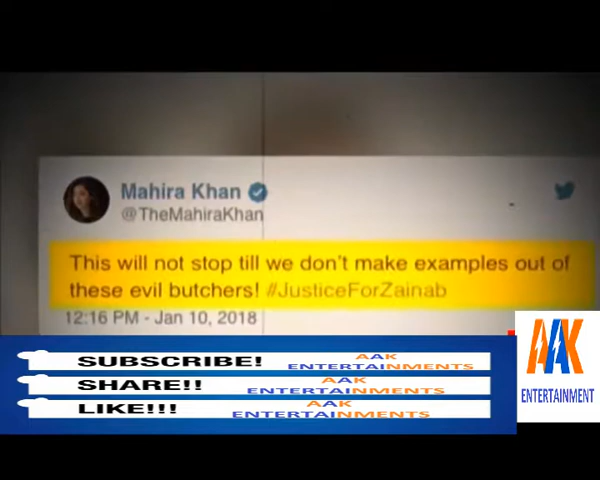 Mahira Khan
@TheMahiraKhan
This will not stop till we don't make examples out of
these evil butchers! #JusticeForZainab
12:16 PM - Jan 10, 2018
SUBSCRIBE! AAK ENTERTAINMENTS
SHARE!! AAK ENTERTAINMENTS
LIKE!!! AAK ENTERTAINMENTS
AAK
ENTERTAINMENT